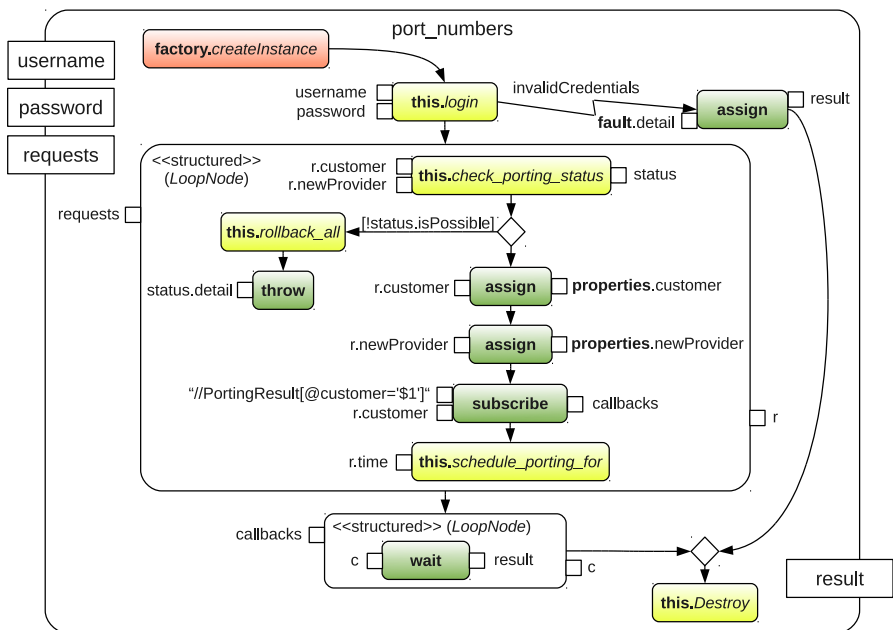 port_numbers
username
password
requests
factory.createInstance
username
password
this.login
invalidCredentials
fault.detail
assign
result
<<structured>>
(LoopNode)
requests
r.customer
r.newProvider
this.check_porting_status
status
[!status.isPossible]
this.rollback_all
status.detail
throw
r.customer
assign
properties.customer
r.newProvider
assign
properties.newProvider
“//PortingResult[@customer='$1']“
r.customer
subscribe
callbacks
r
r.time
this.schedule_porting_for
callbacks
<<structured>> (LoopNode)
c
wait
result
c
result
this.Destroy